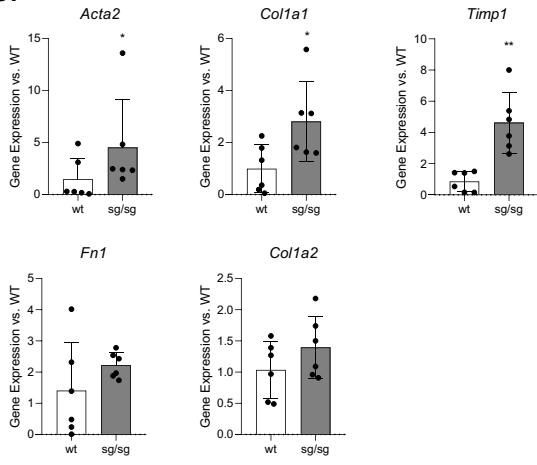 Acta2
Gene Expression vs. WT
15
10
5
0
*
wt
sg/sg
Col1a1
Gene Expression vs. WT
6
4
2
0
*
wt
sg/sg
Timp1
Gene Expression vs. WT
10
8
6
4
2
0
**
wt
sg/sg
Fn1
Gene Expression vs. WT
5
4
3
2
1
0
wt
sg/sg
Col1a2
Gene Expression vs. WT
2.5
2.0
1.5
1.0
0.5
0.0
wt
sg/sg